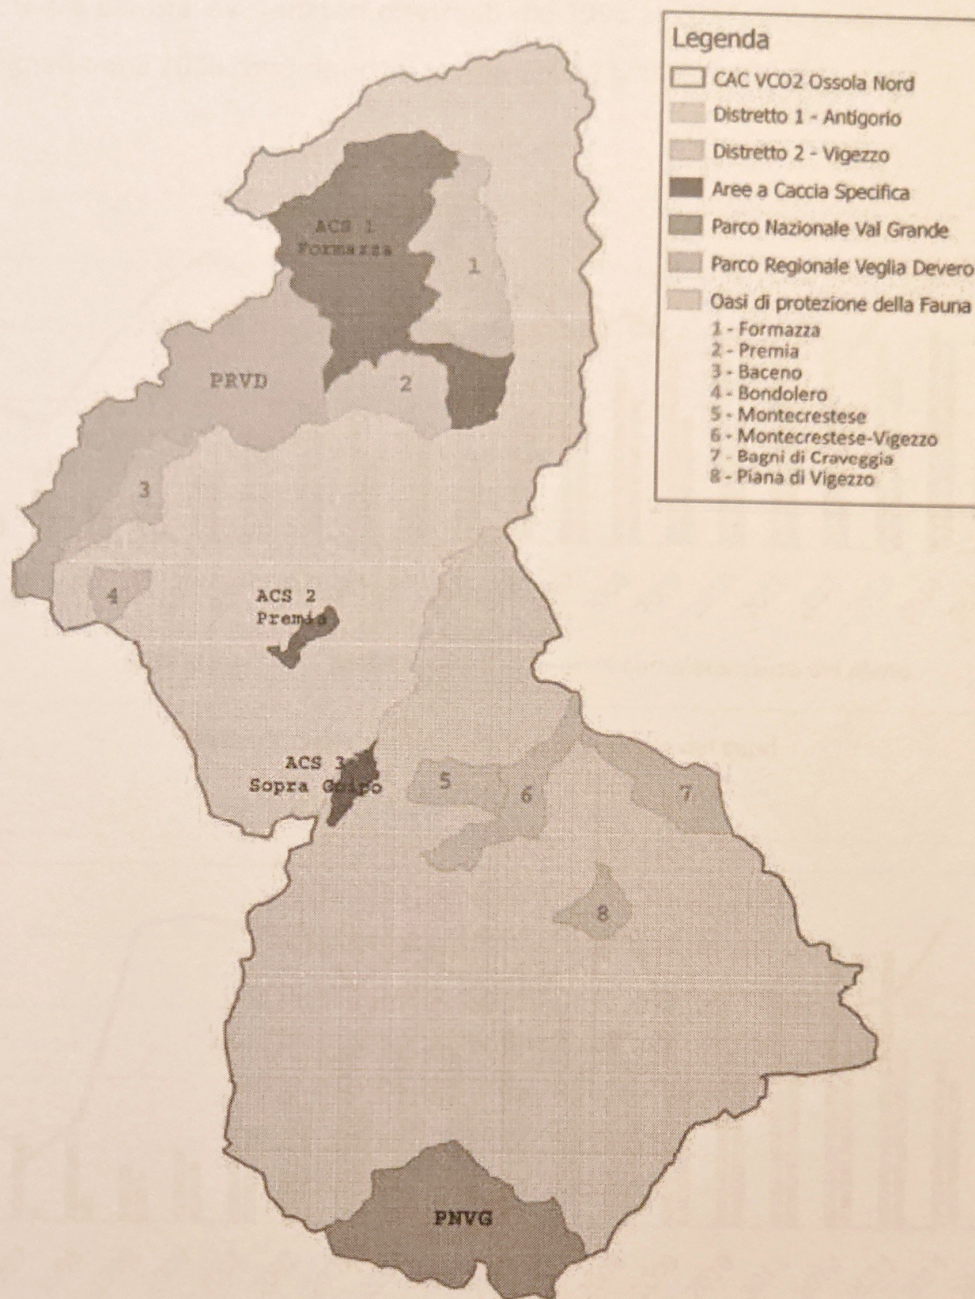 Legenda
CAC VCO2 Ossola Nord
Distretto 1 - Antigorio
Distretto 2 - Vigezzo
Aree a Caccia Specifica
Parco Nazionale Val Grande
Parco Regionale Veglia Devero
Oasi di protezione della Fauna
1 - Formazza
2 - Premia
3 - Baceno
4 - Bondolero
5 - Montecrestese
6 - Montecrestese-Vigezzo
7 - Bagni di Craveggia
8 - Piana di Vigezzo
ACS 1
Formazza
1
PRVD
2
3
4
ACS 2
Premia
ACS 3
Sopra Goipo
5
6
7
8
PNVG